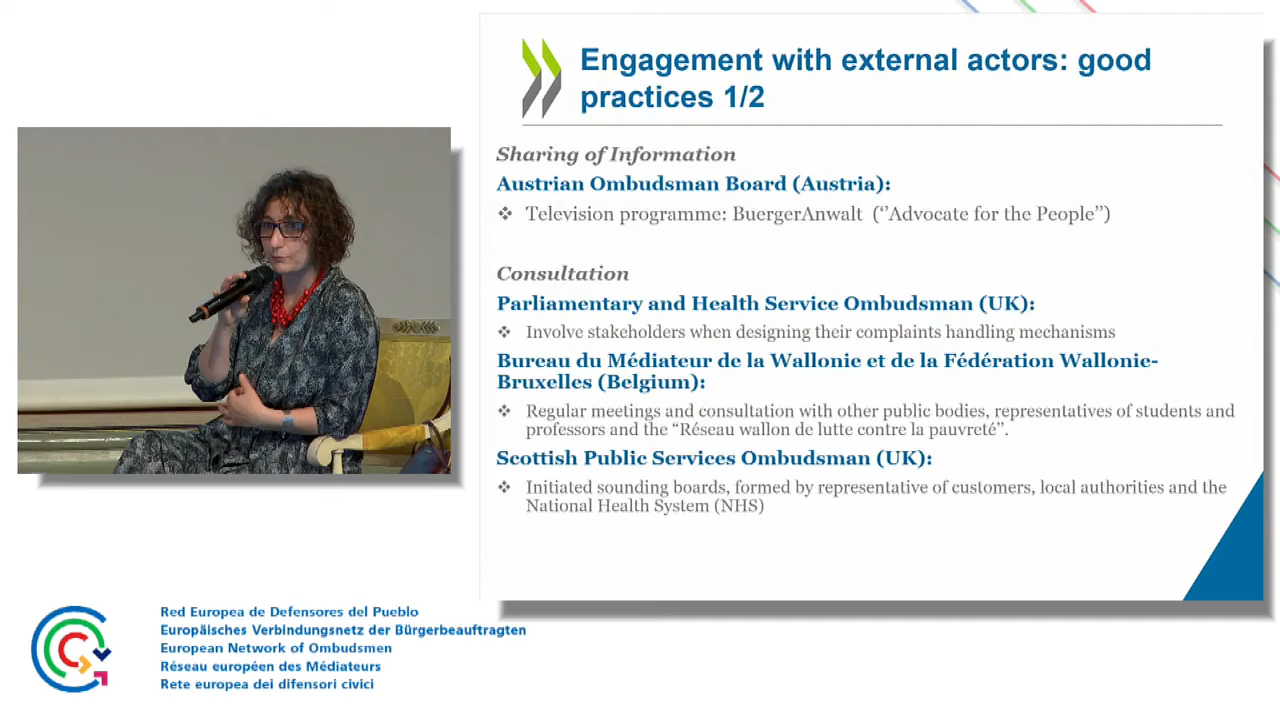 Engagement with external actors: good
practices 1/2
Sharing of Information
Austrian Ombudsman Board (Austria):
❖ Television programme: BuergerAnwalt (‘’Advocate for the People’’)
Consultation
Parliamentary and Health Service Ombudsman (UK):
❖ Involve stakeholders when designing their complaints handling mechanisms
Bureau du Médiateur de la Wallonie et de la Fédération Wallonie-
Bruxelles (Belgium):
❖ Regular meetings and consultation with other public bodies, representatives of students and
professors and the “Réseau wallon de lutte contre la pauvreté”.
Scottish Public Services Ombudsman (UK):
❖ Initiated sounding boards, formed by representative of customers, local authorities and the
National Health System (NHS)
Red Europea de Defensores del Pueblo
Europäisches Verbindungsnetz der Bürgerbeauftragten
European Network of Ombudsmen
Réseau européen des Médiateurs
Rete europea dei difensori civici